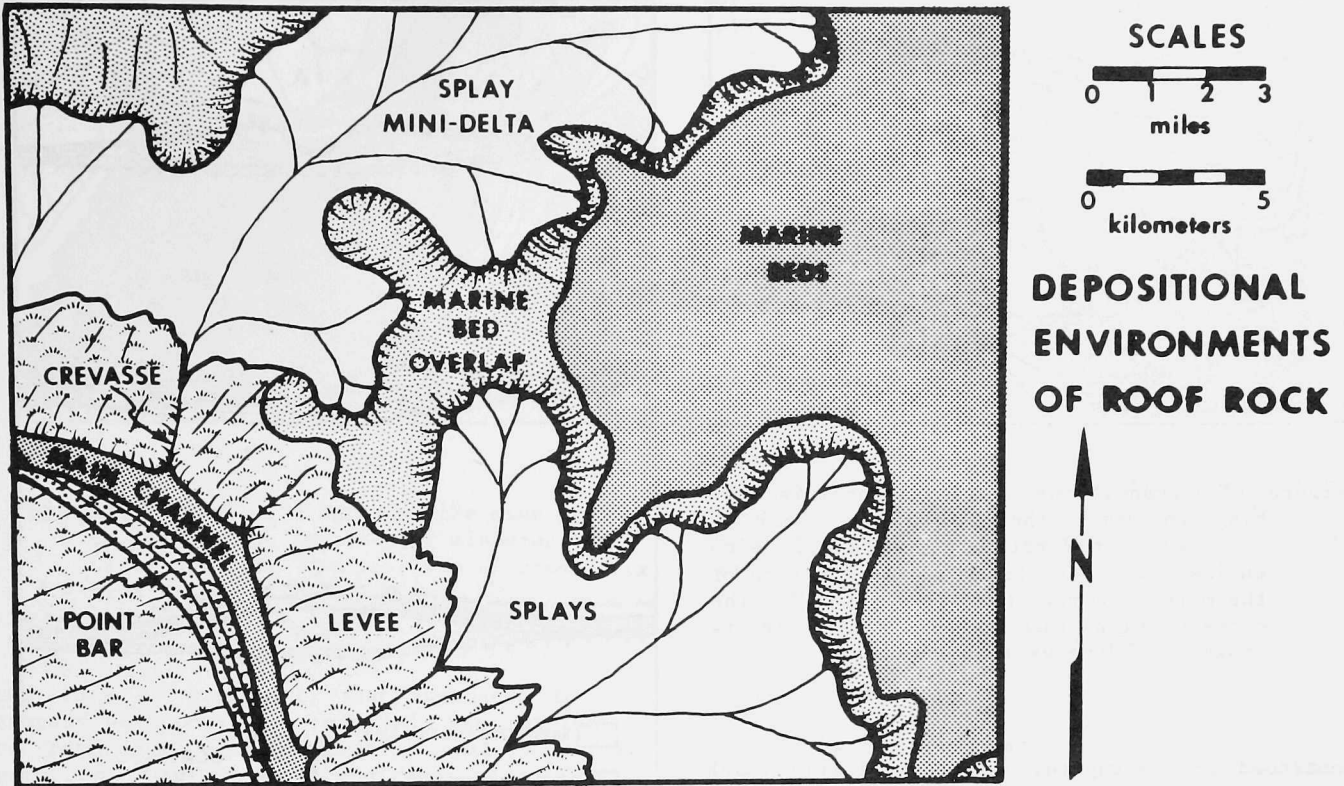 SPLAY
MINI-DELTA
MARINE
BEDS
MARINE
BED
OVERLAP
CREVASSE
MAIN CHANNEL
POINT
BAR
LEVEE
SPLAYS
SCALES
0 1 2 3
miles
0 5
kilometers
DEPOSITIONAL
ENVIRONMENTS
OF ROOF ROCK
N